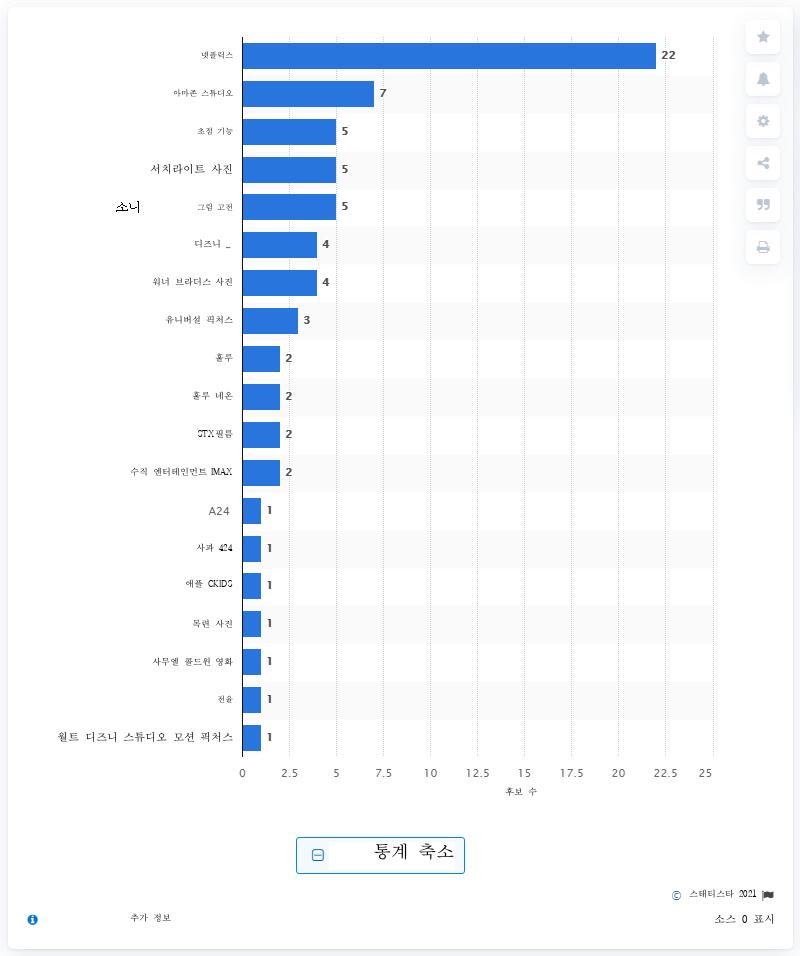 넷플릭스 22
아마존 스튜디오 7
초점 기능 5
서치라이트 사진 5
소니 그림 고전 5
디즈니 _ 4
워너 브라더스 사진 4
유니버설 픽처스 3
훌루 2
훌루 네온 2
STX필름 2
수직 엔터테인먼트 IMAX 2
A24 1
사과 424 1
애플 CKIDS 1
목련 사진 1
사무엘 골드윈 영화 1
전율 1
월트 디즈니 스튜디오 모션 픽처스 1
0 2.5 5 7.5 10 12.5 15 17.5 20 22.5 25
후보 수
통계 축소
© 스태티스타 2021
추가 정보
소스 0 표시